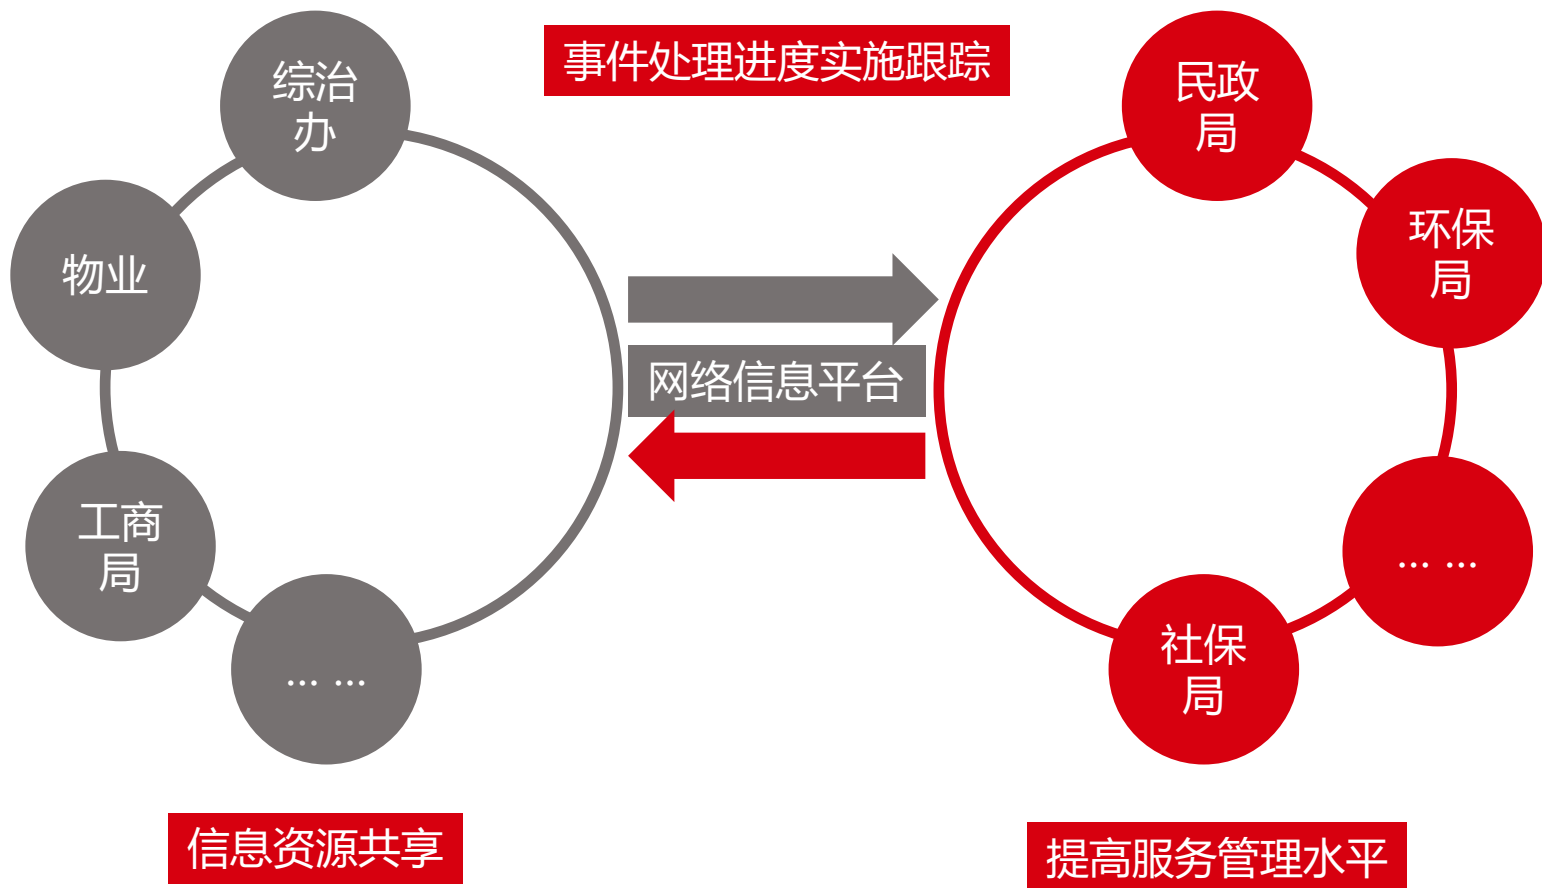 事件处理进度实施跟踪
综治
办
物业
工商
局
... ...
网络信息平台
民政
局
环保
局
... ...
社保
局
信息资源共享
提高服务管理水平